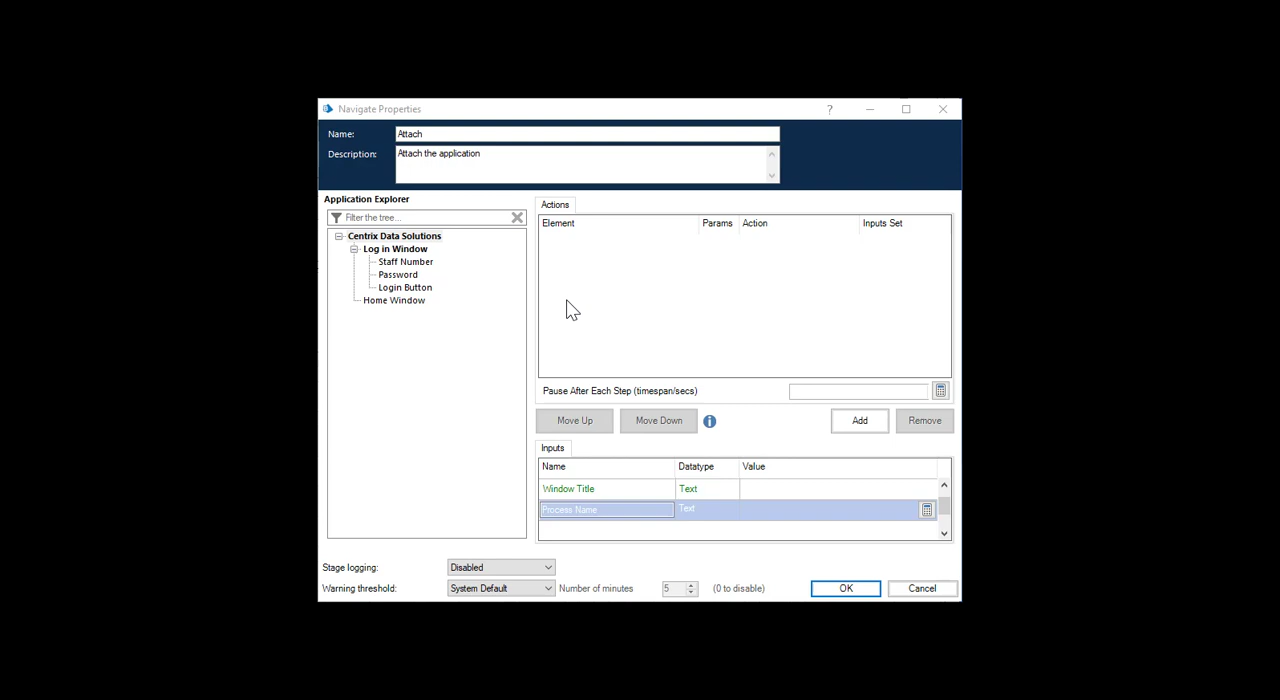 Navigate Properties
?
Name:
Attach
Description:
Attach the application
Application Explorer
Filter the tree...
Centrix Data Solutions
Log in Window
Staff Number
Password
Login Button
Home Window
Actions
Element Params Action Inputs Set
Pause After Each Step (timespan/secs)
Move Up Move Down i Add Remove
Inputs
Name Datatype Value
Window Title Text
Process Name Text
Stage logging: Disabled
Warning threshold: System Default Number of minutes 5 (0 to disable) OK Cancel